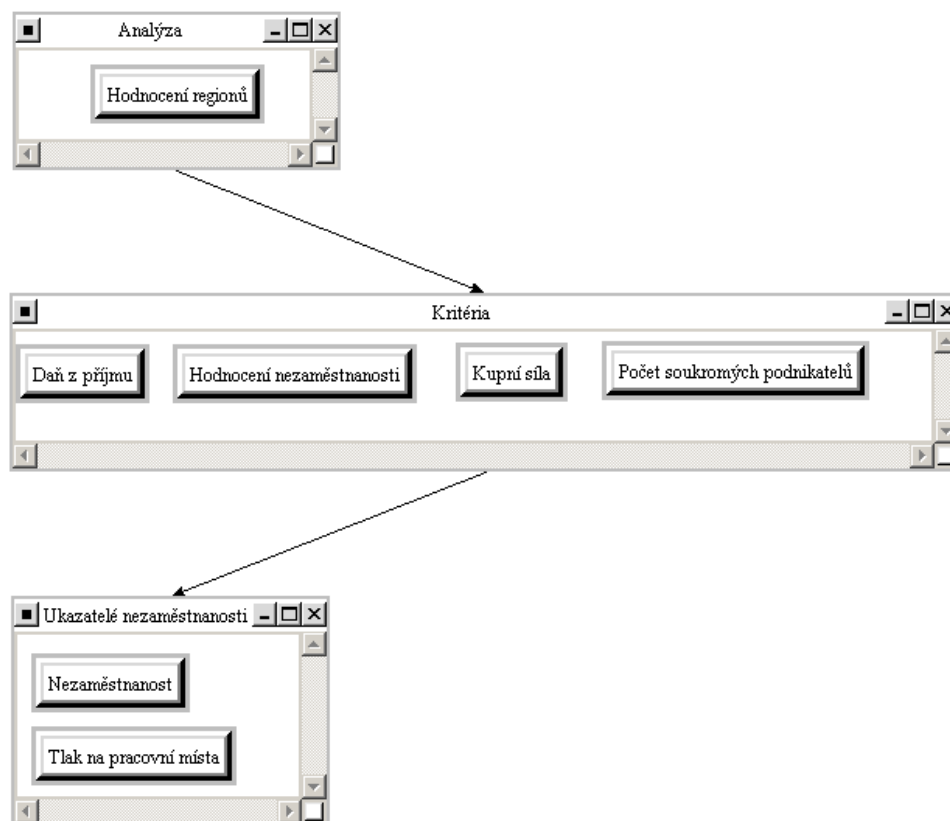 Analýza
Hodnocení regionů
Kritéria
Daň z příjmu
Hodnocení nezaměstnanosti
Kupní síla
Počet soukromých podnikatelů
Ukazatelé nezaměstnanosti
Nezaměstnanost
Tlak na pracovní místa